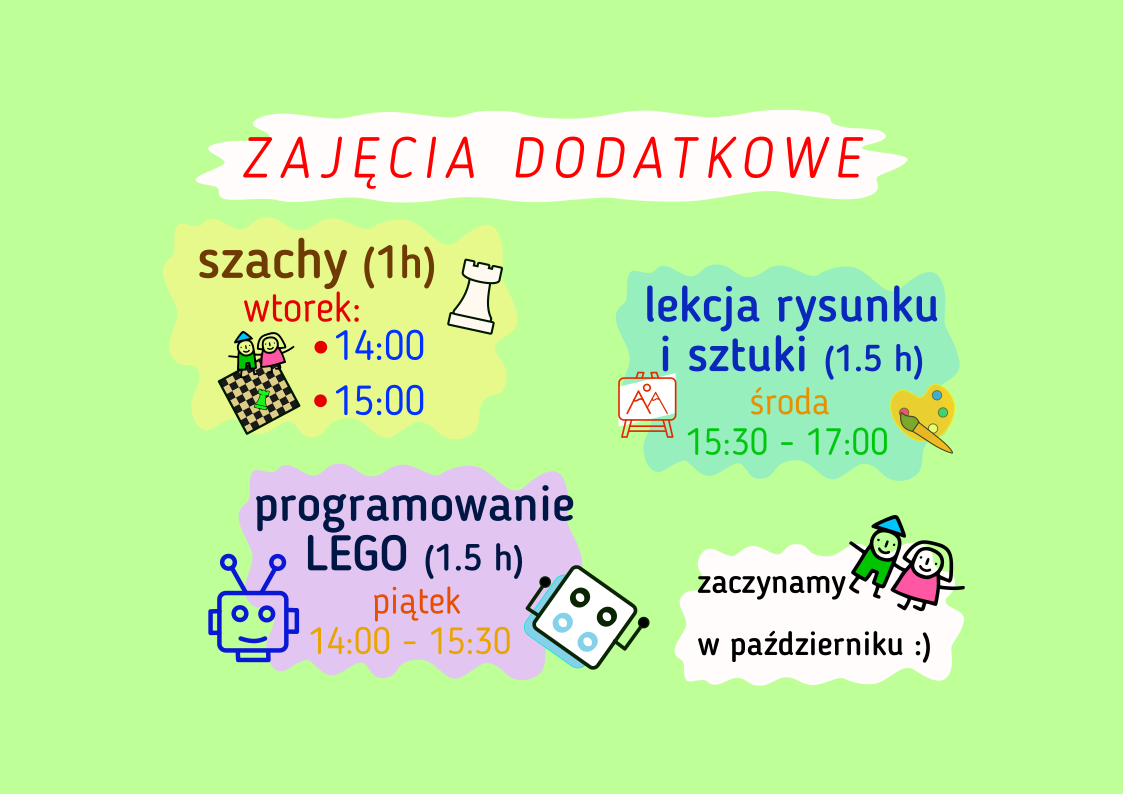 ZAJĘCIA DODATKOWE
szachy (1h)
wtorek:
•14:00
•15:00
lekcja rysunku
i sztuki (1.5 h)
środa
15:30 - 17:00
programowanie
LEGO (1.5 h)
piątek
14:00 - 15:30
zaczynamy
w październiku :)